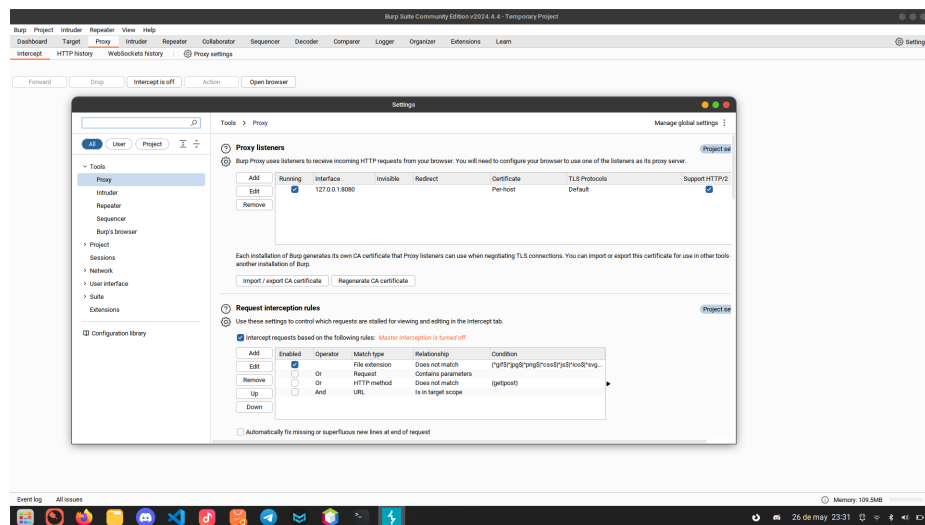 Burp Suite Community Edition v2024.4.4 - Temporary Project
Burp Project Intruder Repeater View Help
Dashboard Target Proxy Intruder Repeater Collaborator Sequencer Decoder Comparer Logger Organizer Extensions Learn Setting
Intercept HTTP history WebSockets history Proxy settings
Forward Drop Intercept is off Action Open browser
Settings
Tools > Proxy Manage global settings
All User Project
Proxy listeners Project se
Burp Proxy uses listeners to receive incoming HTTP requests from your browser. You will need to configure your browser to use one of the listeners as its proxy server.
Tools
Proxy
Intruder
Repeater
Sequencer
Burp's browser
Project
Sessions
Network
User interface
Suite
Extensions
Configuration library
Add Running Interface Invisible Redirect Certificate TLS Protocols Support HTTP/2
Edit 127.0.0.1:8080 Per-host Default
Remove
Each installation of Burp generates its own CA certificate that Proxy listeners can use when negotiating TLS connections. You can import or export this certificate for use in other tools
another installation of Burp.
Import / export CA certificate Regenerate CA certificate
Request interception rules Project se
Use these settings to control which requests are stalled for viewing and editing in the Intercept tab.
Intercept requests based on the following rules: Master interception is turned off
Add Enabled Operator Match type Relationship Condition
Edit File extension Does not match (^gif$|^jpg$|^png$|^css$|^js$|^ico$|^svg...
Or Request Contains parameters
Remove Or HTTP method Does not match (get|post)
Up And URL Is in target scope
Down
Automatically fix missing or superfluous new lines at end of request
Event log All issues Memory: 109.5MB
26 de may 23:31